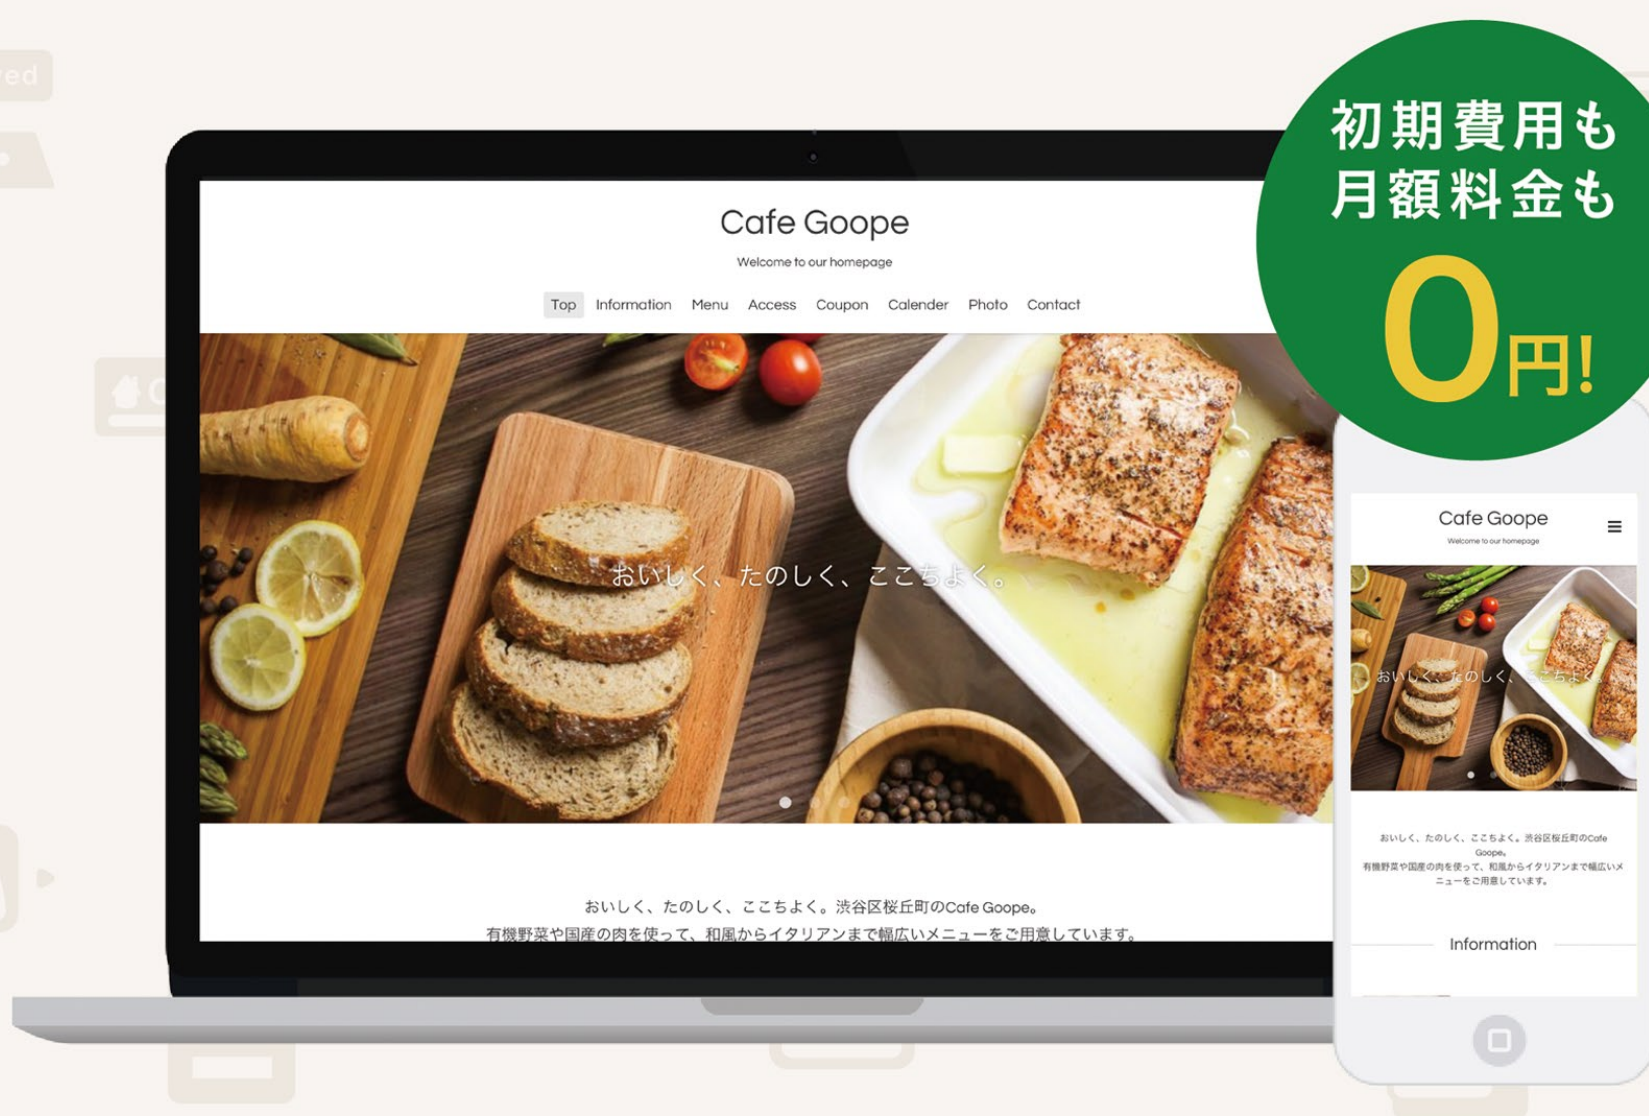 初期費用も
月額料金も
0円!
Cafe Goope
Welcome to our homepage
Top Information Menu Access Coupon Calender Photo Contact
おいしく、たのしく、ここちよく。
おいしく、たのしく、ここちよく。渋谷区桜丘町のCafe Goope。
有機野菜や国産の肉を使って、和風からイタリアンまで幅広いメニューをご用意しています。
Cafe Goope
Welcome to our homepage
おいしく、たのしく、ここちよく。
おいしく、たのしく、ここちよく。渋谷区桜丘町のCafe
Goope。
有機野菜や国産の肉を使って、和風からイタリアンまで幅広いメ
ニューをご用意しています。
Information